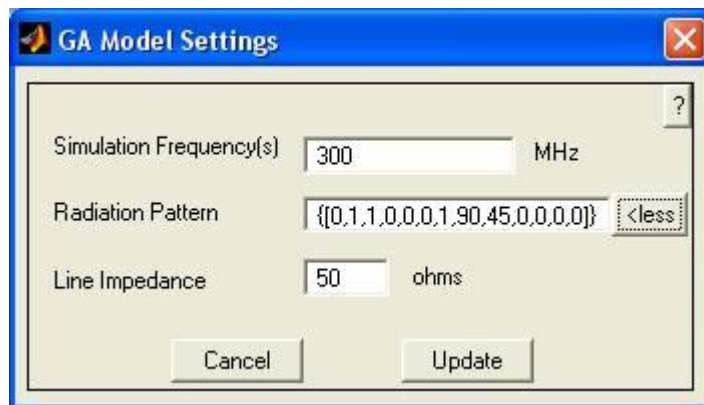 GA Model Settings
?
Simulation Frequency(s) 300 MHz
Radiation Pattern {[0,1,1,0,0,0,1,90,45,0,0,0,0]} <less
Line Impedance 50 ohms
Cancel Update